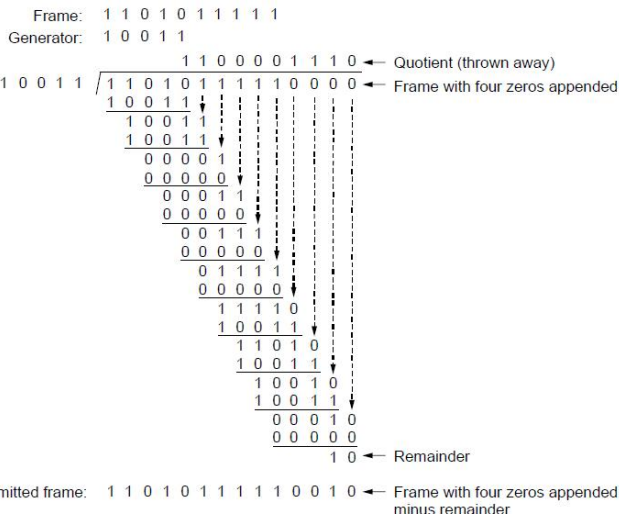 Frame: 1 1 0 1 0 1 1 1 1 1
Generator: 1 0 0 1 1
1 1 0 0 0 0 1 1 1 0 Quotient (thrown away)
1 0 0 1 1 1 1 0 1 0 1 1 1 1 1 0 0 0 0 Frame with four zeros appended
1 0 0 1 1
1 0 0 1 1
1 0 0 1 1
0 0 0 0 1
0 0 0 0 0
0 0 0 1 1
0 0 0 0 0
0 0 1 1 1
0 0 0 0 0
0 1 1 1 1
0 0 0 0 0
1 1 1 1 0
1 0 0 1 1
1 1 0 1 0
1 0 0 1 1
1 0 0 1 0
1 0 0 1 1
0 0 0 1 0
0 0 0 0 0
1 0 Remainder
mitted frame: 1 1 0 1 0 1 1 1 1 1 0 0 1 0 Frame with four zeros appended
minus remainder